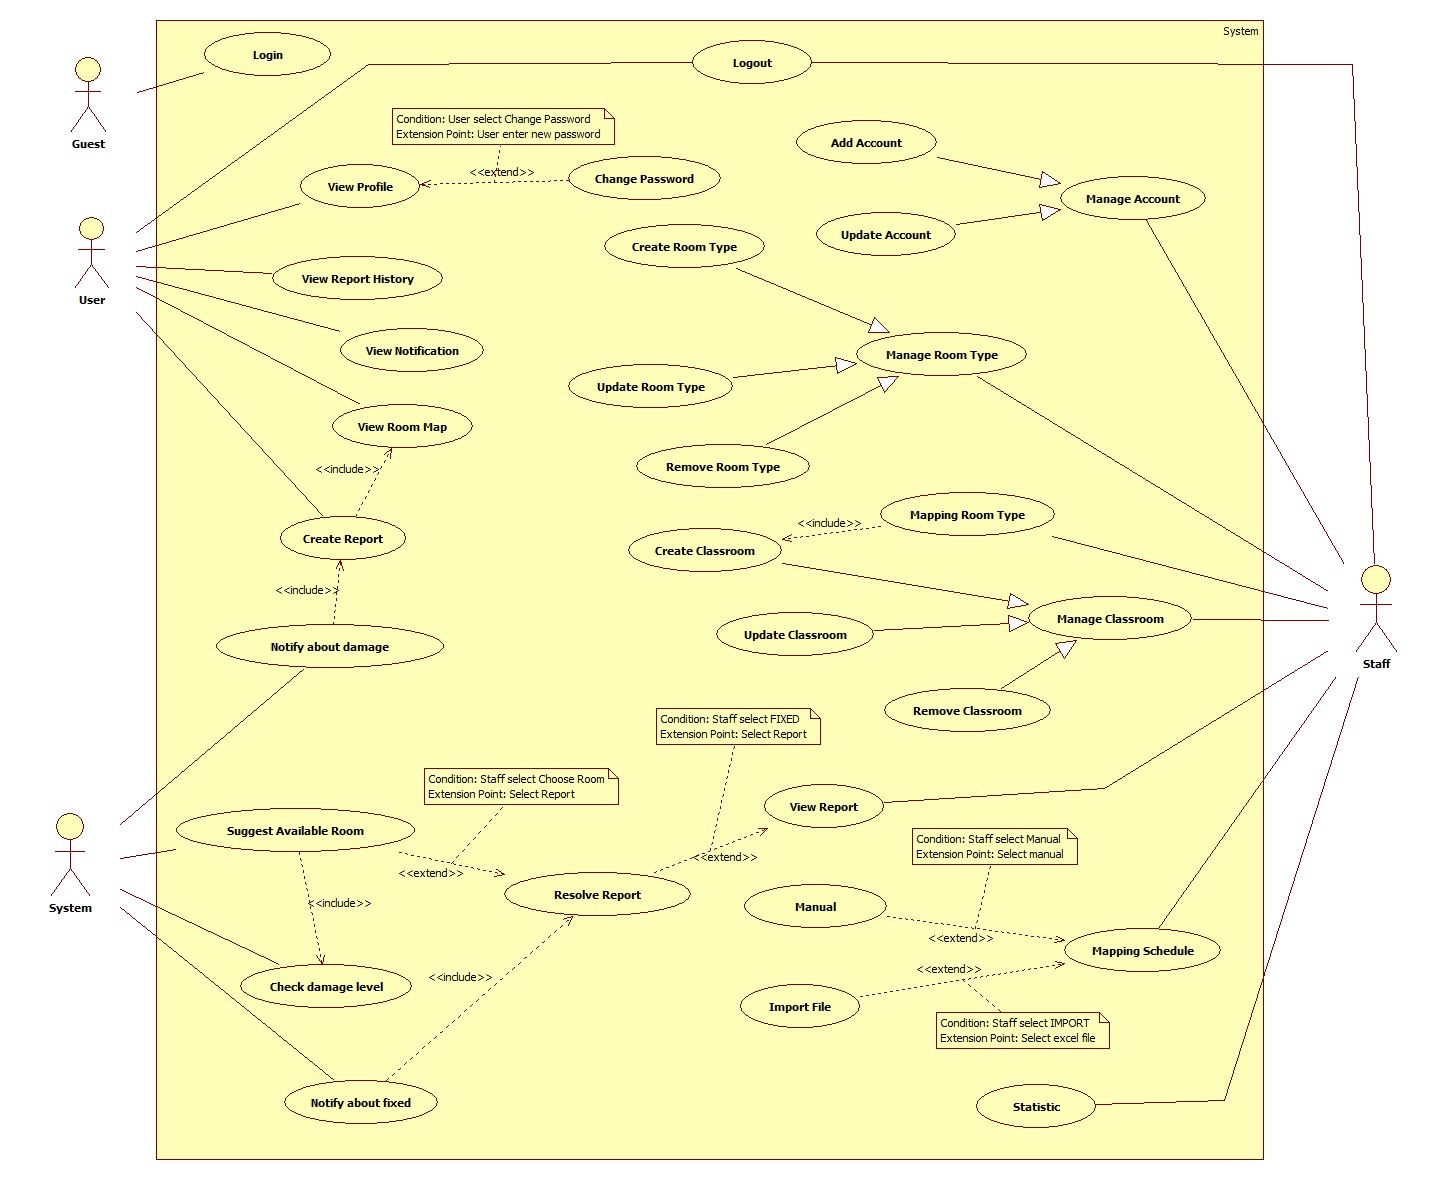 System
Login
Logout
Guest
Condition: User select Change Password
Extension Point: User enter new password
Add Account
<<extend>>
View Profile
Change Password
Manage Account
Update Account
Create Room Type
User
View Report History
View Notification
Manage Room Type
Update Room Type
View Room Map
<<include>>
Remove Room Type
Mapping Room Type
<<include>>
Create Report
Create Classroom
<<include>>
Manage Classroom
Update Classroom
Notify about damage
Staff
Remove Classroom
Condition: Staff select FIXED
Extension Point: Select Report
Condition: Staff select Choose Room
Extension Point: Select Report
View Report
Suggest Available Room
Condition: Staff select Manual
Extension Point: Select manual
<<extend>>
<<extend>>
Resolve Report
System
<<include>>
Manual
<<extend>>
Mapping Schedule
<<extend>>
<<include>>
Check damage level
Import File
Condition: Staff select IMPORT
Extension Point: Select excel file
Notify about fixed
Statistic